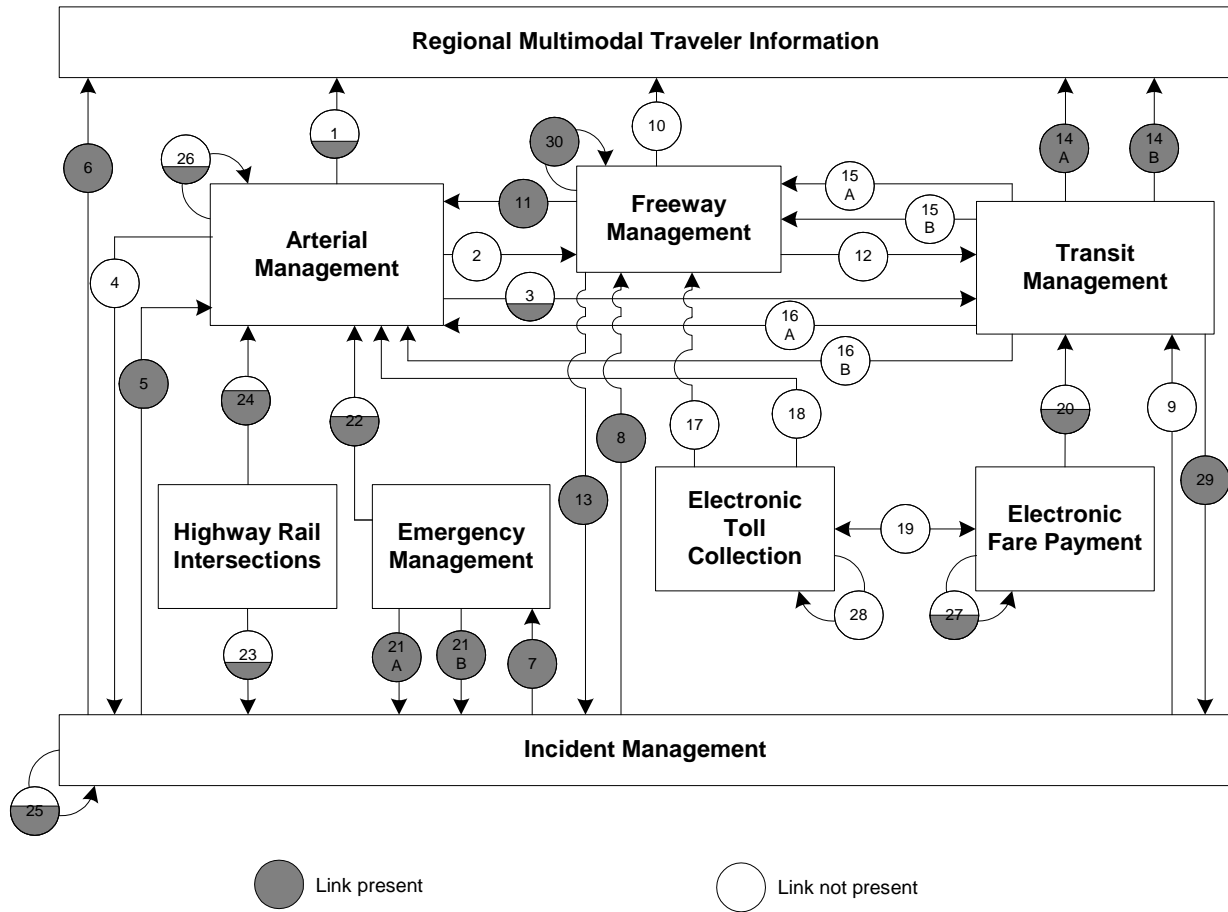 Regional Multimodal Traveler Information
1
10
30
6
26
14
A
14
B
15
A
11
15
B
Freeway
Management
Arterial
Management
Transit
Management
2
12
4
3
16
A
16
B
5
24
22
17
18
20
9
8
13
29
Highway Rail
Intersections
Emergency
Management
Electronic
Toll
Collection
19
Electronic
Fare Payment
28
27
23
21
A
21
B
7
Incident Management
25
Link present
Link not present